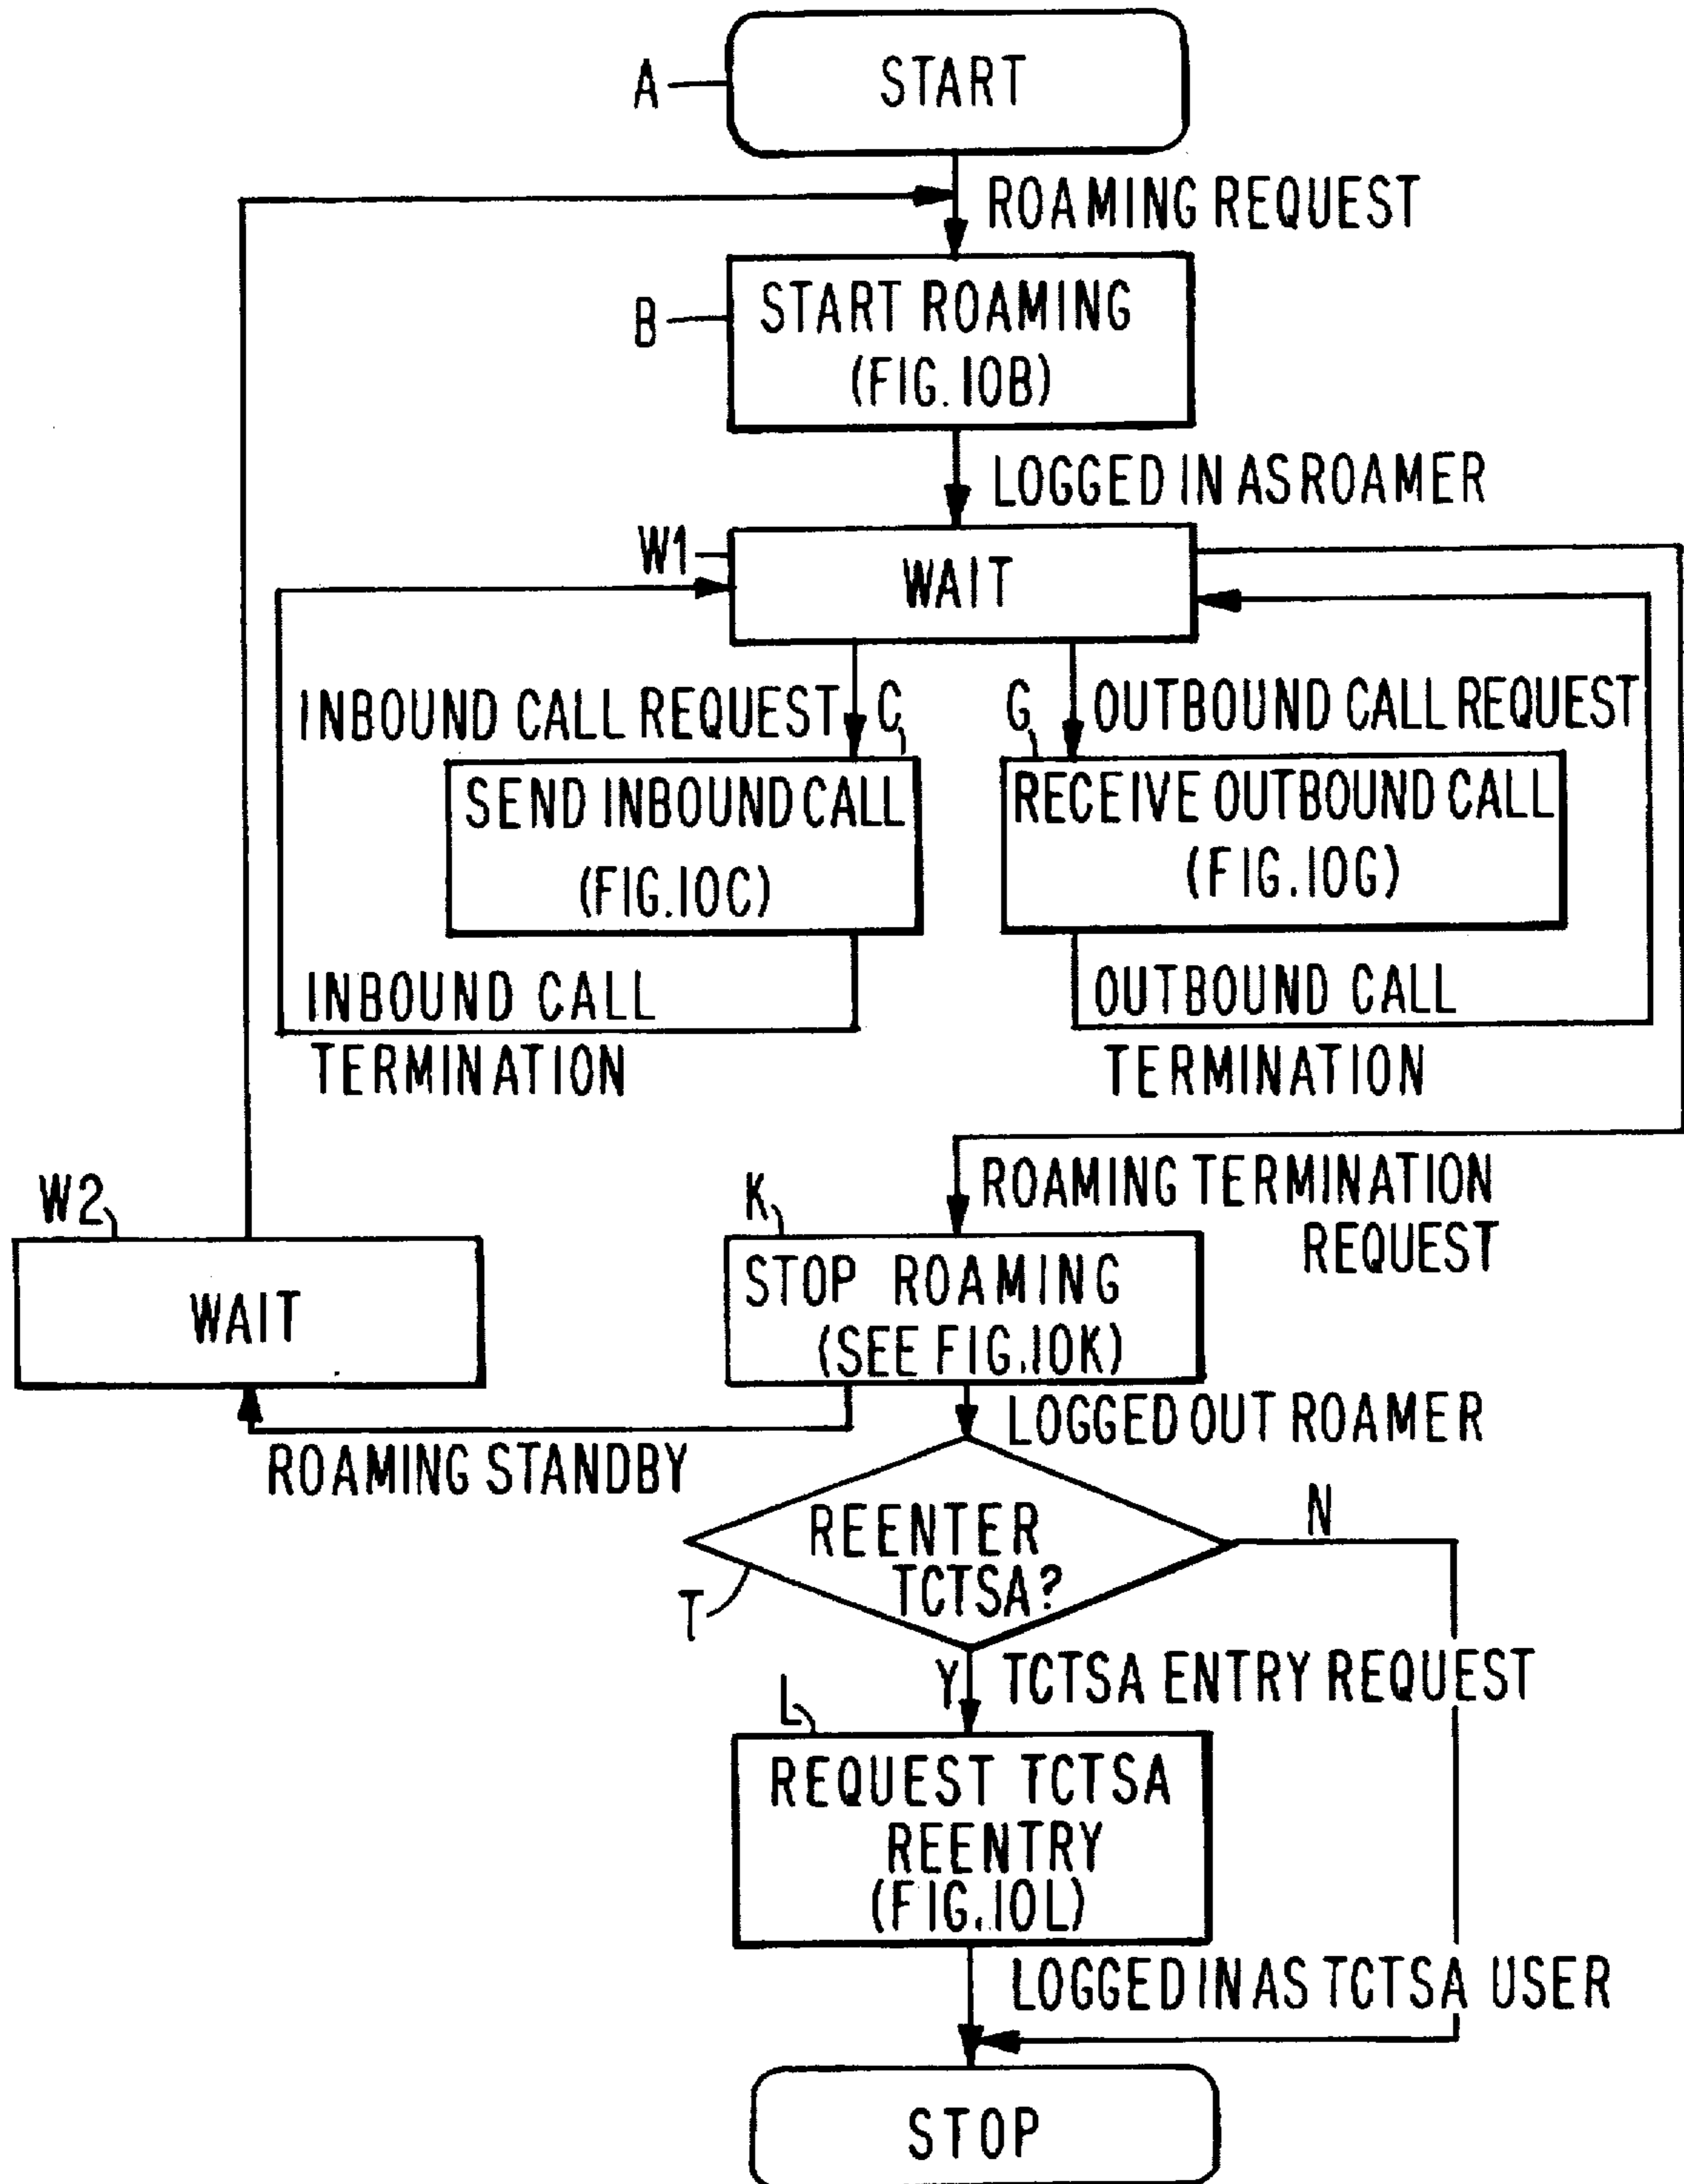 START
A
ROAMING REQUEST
START ROAMING
(FIG. 10B)
B
LOGGED IN AS ROAMER
W1
WAIT
INBOUND CALL REQUEST
C
G
OUTBOUND CALL REQUEST
SEND INBOUND CALL
(FIG. 10C)
RECEIVE OUTBOUND CALL
(FIG. 10G)
INBOUND CALL
TERMINATION
OUTBOUND CALL
TERMINATION
ROAMING TERMINATION
REQUEST
W2
WAIT
K
STOP ROAMING
(SEE FIG. 10K)
LOGGED OUT ROAMER
ROAMING STANDBY
REENTER
TCTSA?
N
T
Y
TCTSA ENTRY REQUEST
L
REQUEST TCTSA
REENTRY
(FIG. 10L)
LOGGED IN AS TCTSA USER
STOP